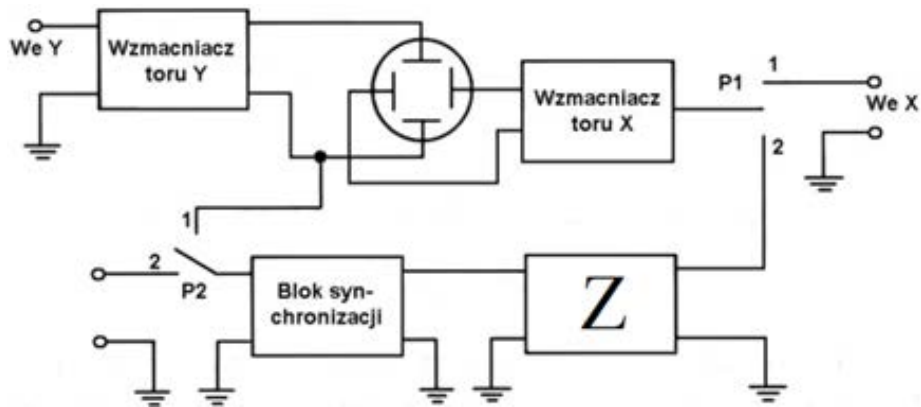 We Y
Wzmacniacz
toru Y
Wzmacniacz
toru X
P1
1
We X
2
1
2
P2
Blok syn-
chronizacji
Z